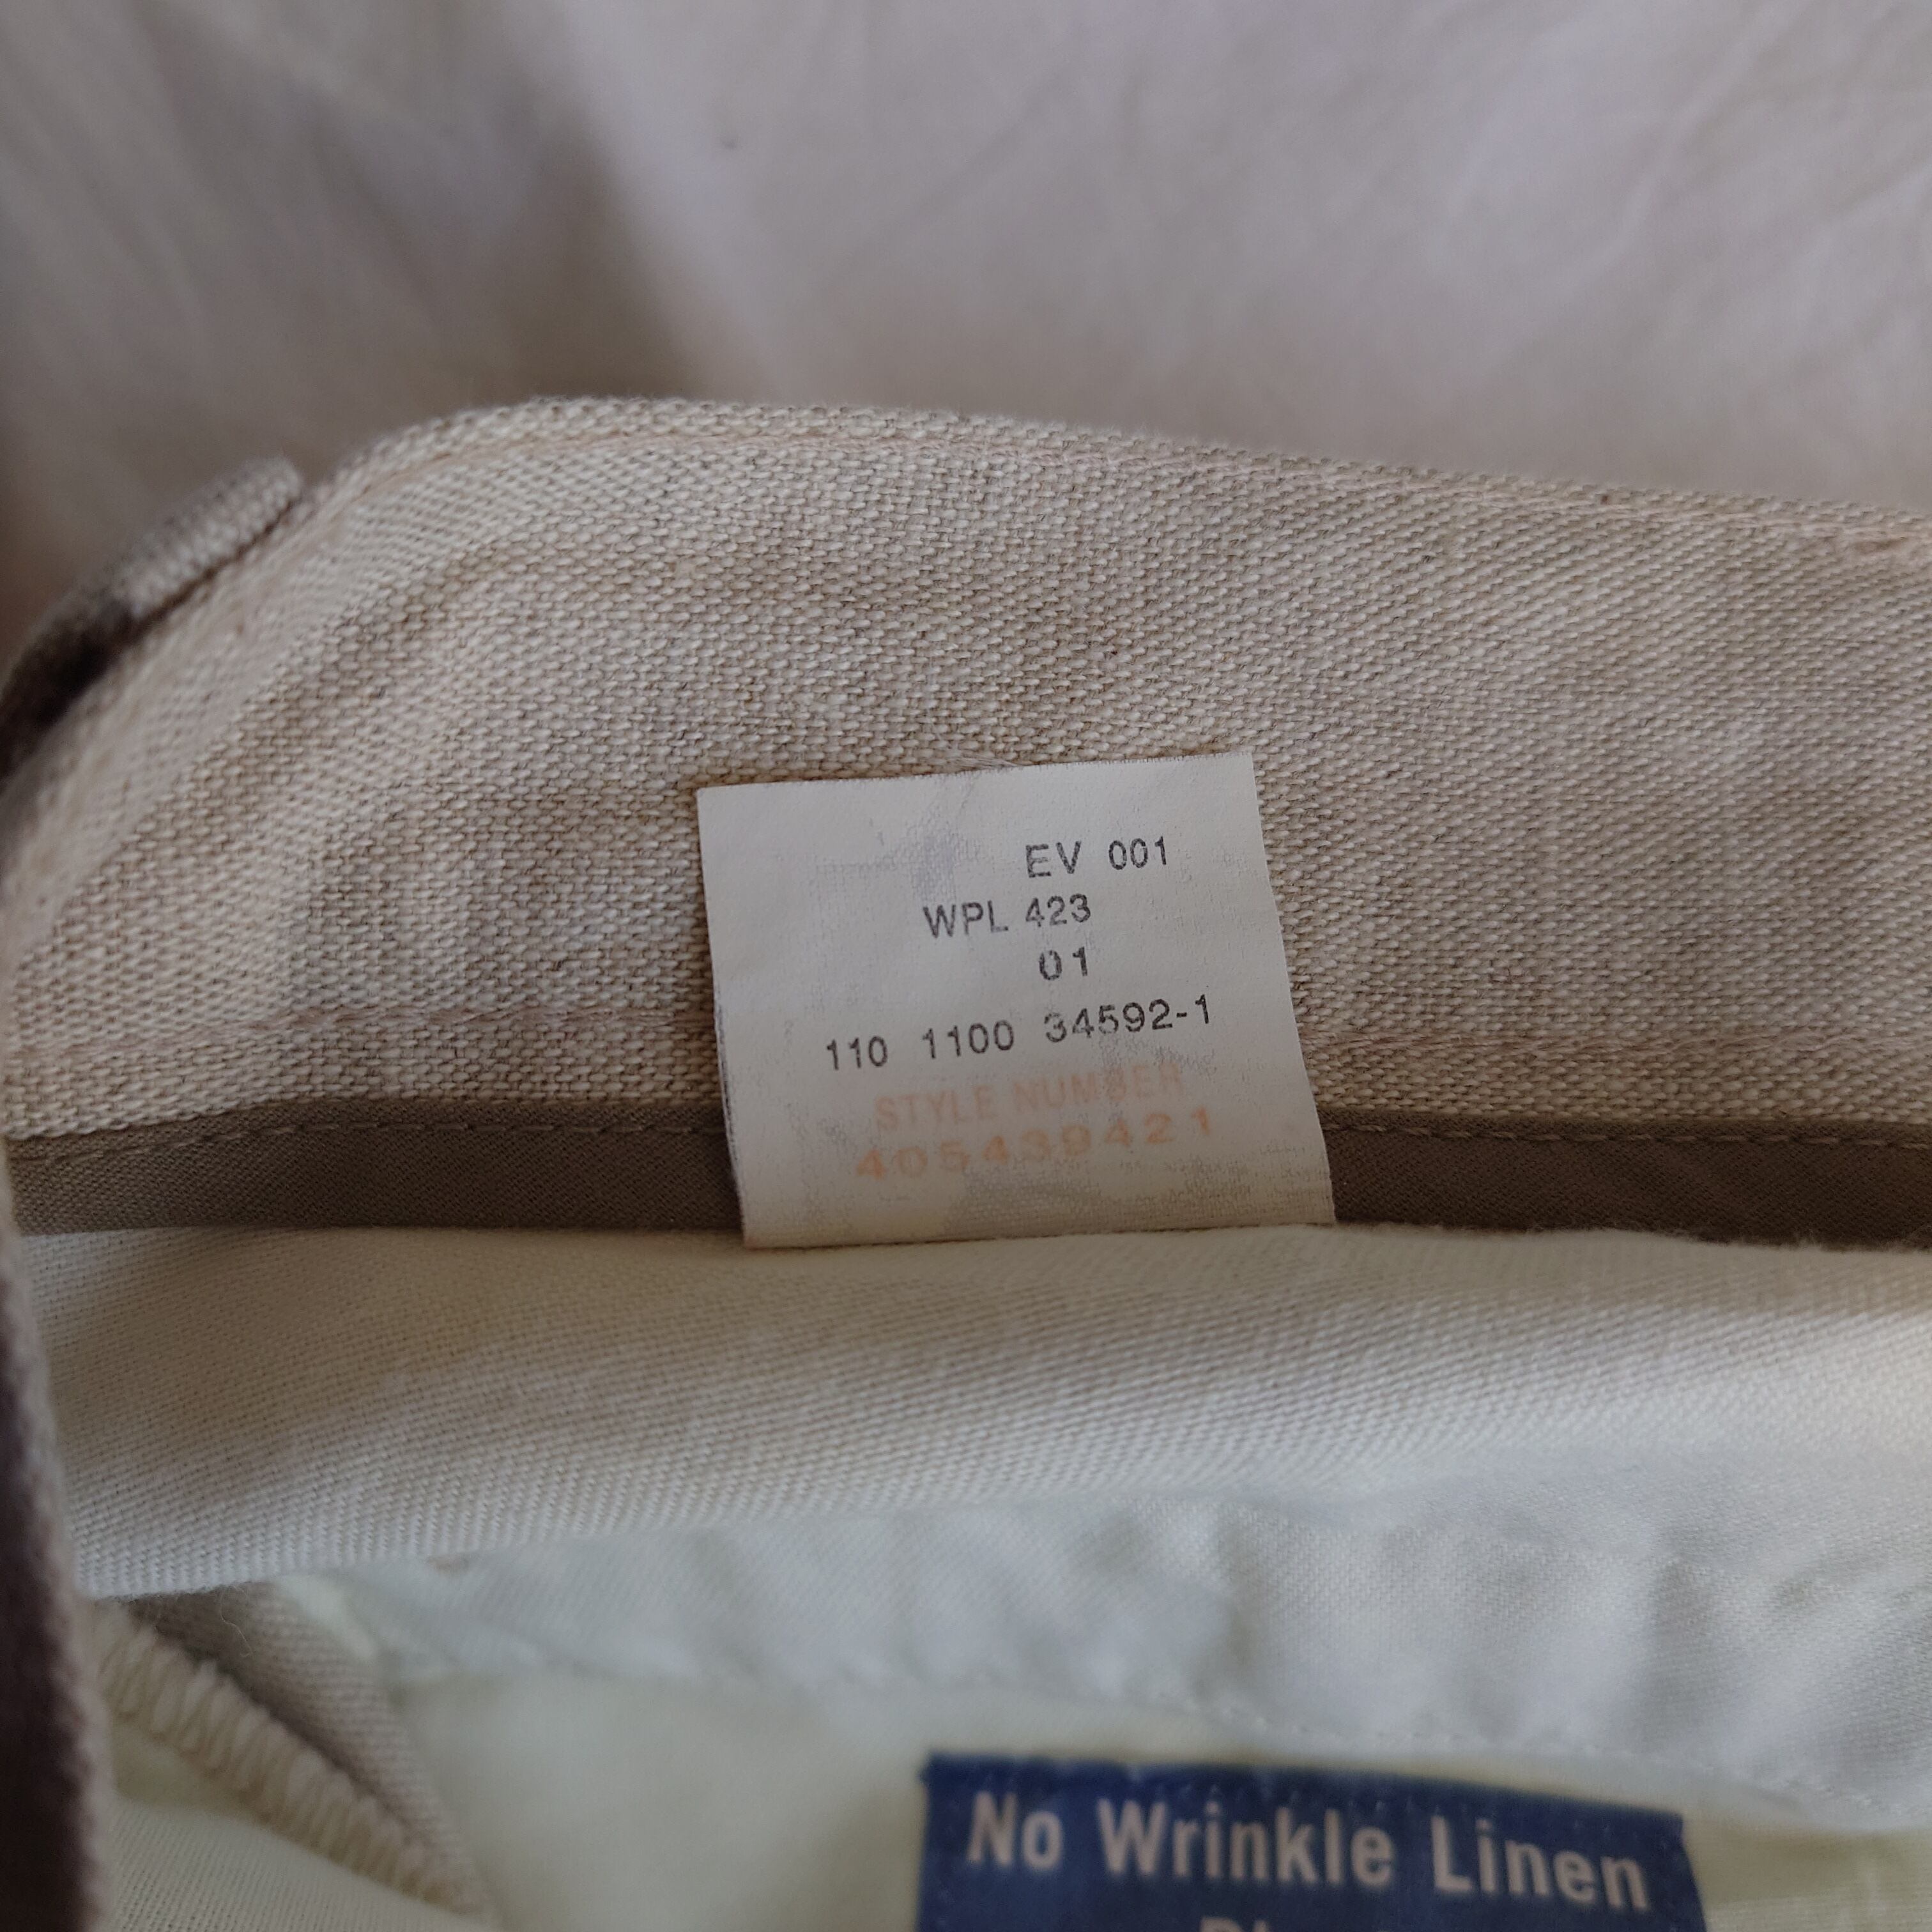 EV 001
WPL 423
01
110 1100 34592-1
STYLE NUMBER
405439421
No Wrinkle Linen